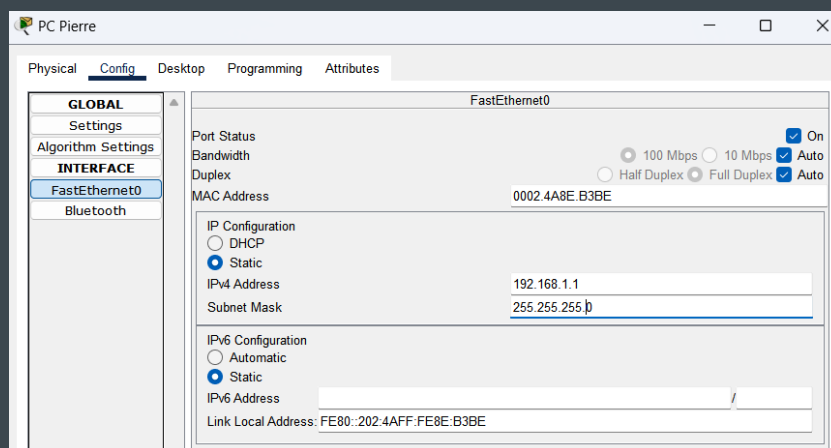 PC Pierre
Physical Config Desktop Programming Attributes
GLOBAL
Settings
Algorithm Settings
INTERFACE
FastEthernet0
Bluetooth
FastEthernet0
Port Status On
Bandwidth 100 Mbps 10 Mbps Auto
Duplex Half Duplex Full Duplex Auto
MAC Address 0002.4A8E.B3BE
IP Configuration
DHCP
Static
IPv4 Address 192.168.1.1
Subnet Mask 255.255.255.0
IPv6 Configuration
Automatic
Static
IPv6 Address /
Link Local Address: FE80::202:4AFF:FE8E:B3BE